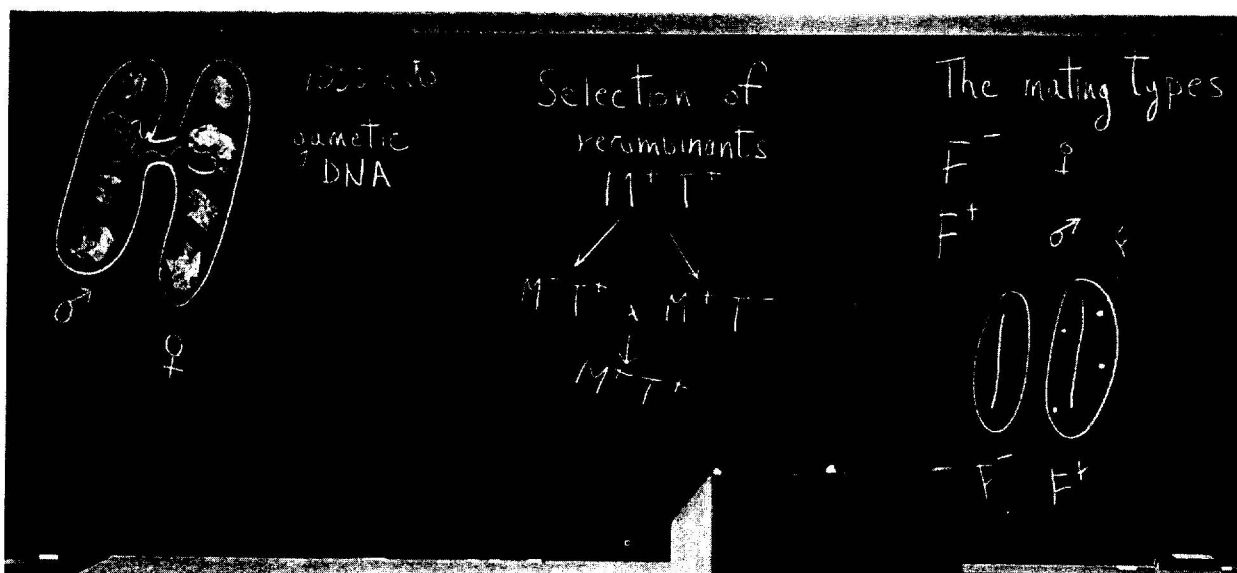 ♂
♀
gametic
DNA
Selection of
recombinants
M⁺ T⁺
M⁻ T⁺ x M⁺ T⁻
M⁺ T⁺
The mating types
F⁻ ♀
F⁺ ♂
F⁻ F⁺